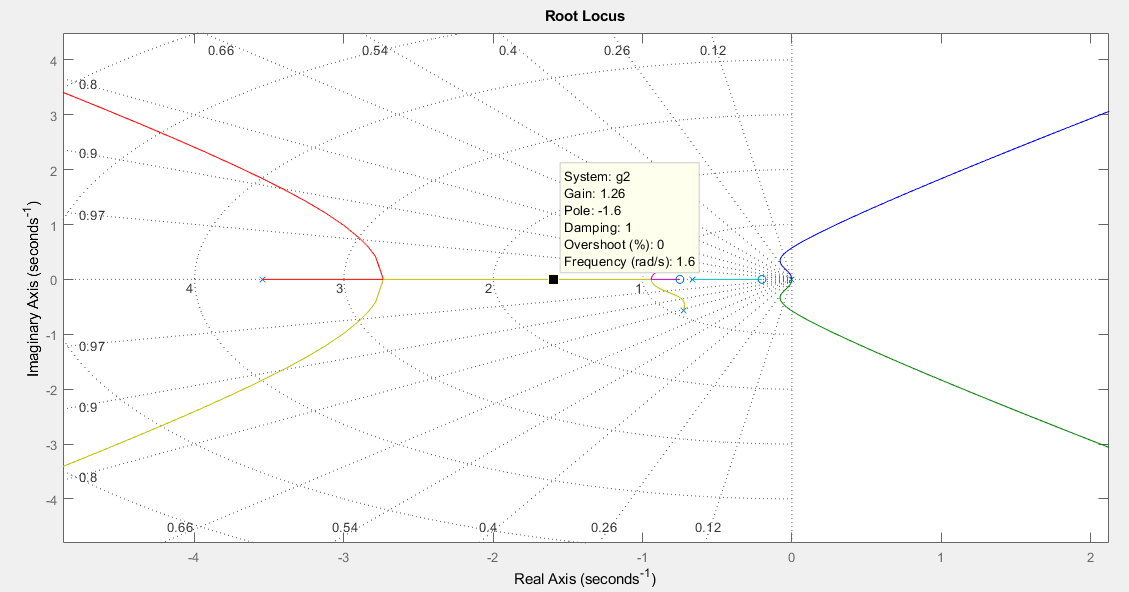 Root Locus
0.66 0.54 0.4 0.26 0.12
4
0.8
3
0.9
2
0.97
1
System: g2
Gain: 1.26
Pole: -1.6
Damping: 1
Overshoot (%): 0
Frequency (rad/s): 1.6
0
4 3 2 1
-1
0.97
-2
0.9
-3
0.8
-4
0.66 0.54 0.4 0.26 0.12
-4 -3 -2 -1 0 1 2
Real Axis (seconds⁻¹)
Imaginary Axis (seconds⁻¹)